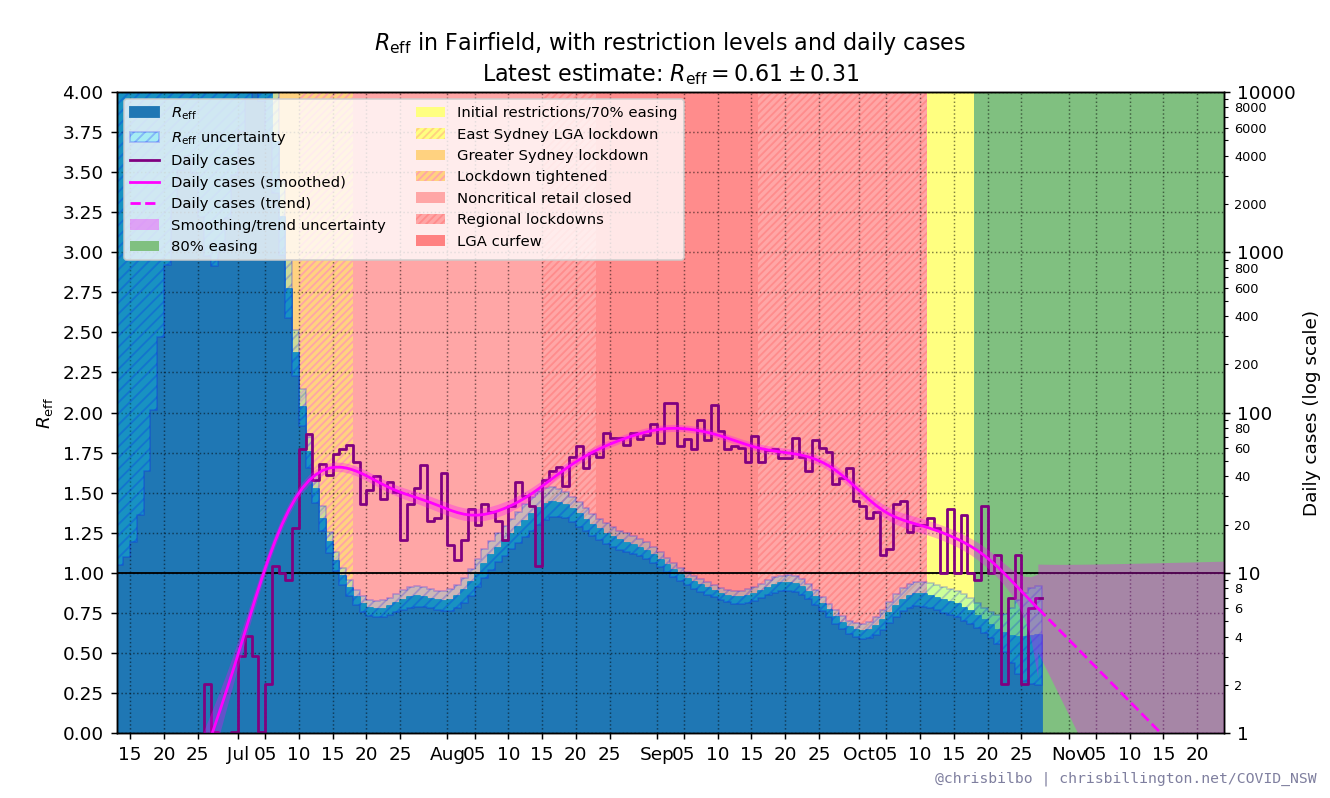 R_eff in Fairfield, with restriction levels and daily cases
Latest estimate: R_eff = 0.61 ± 0.31
R_eff
R_eff uncertainty
Daily cases
Daily cases (smoothed)
Daily cases (trend)
Smoothing/trend uncertainty
80% easing
Initial restrictions/70% easing
East Sydney LGA lockdown
Greater Sydney lockdown
Lockdown tightened
Noncritical retail closed
Regional lockdowns
LGA curfew
R_eff
4.00
3.75
3.50
3.25
3.00
2.75
2.50
2.25
2.00
1.75
1.50
1.25
1.00
0.75
0.50
0.25
0.00
10000
8000
6000
4000
2000
1000
800
600
400
200
100
80
60
40
20
10
8
6
4
2
1
Daily cases (log scale)
15 20 25 Jul 05 10 15 20 25 Aug 05 10 15 20 25 Sep 05 10 15 20 25 Oct 05 10 15 20 25 Nov 05 10 15 20
@chrisbilbo | chrisbillington.net/COVID_NSW